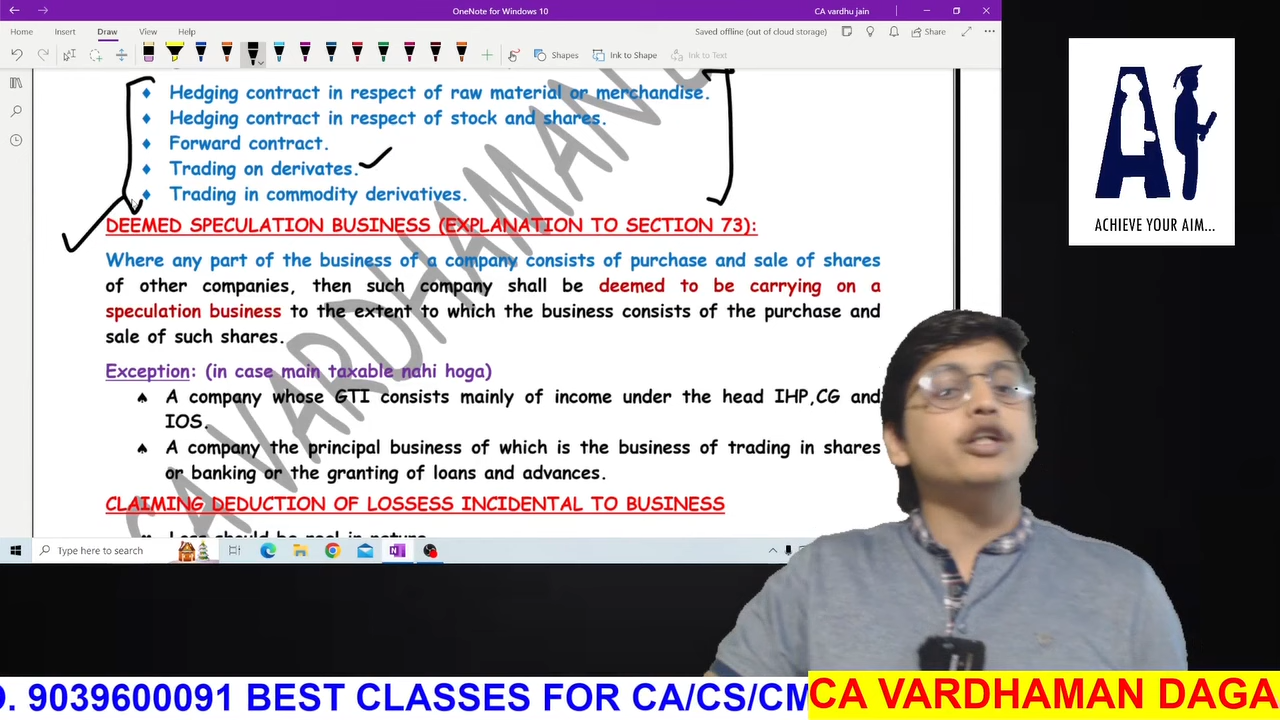 OneNote for Windows 10
CA vardhu jain
Home Insert Draw View Help
Saved offline (out of cloud storage)
Share
Shapes Ink to Shape Ink to Text
Hedging contract in respect of raw material or merchandise.
Hedging contract in respect of stock and shares.
Forward contract.
Trading on derivates.
Trading in commodity derivatives.
DEEMED SPECULATION BUSINESS (EXPLANATION TO SECTION 73):
Where any part of the business of a company consists of purchase and sale of shares
of other companies, then such company shall be deemed to be carrying on a
speculation business to the extent to which the business consists of the purchase and
sale of such shares.
Exception: (in case main taxable nahi hoga)
A company whose GTI consists mainly of income under the head IHP,CG and
IOS.
A company the principal business of which is the business of trading in shares
or banking or the granting of loans and advances.
CLAIMING DEDUCTION OF LOSSESS INCIDENTAL TO BUSINESS
Loss should be real in nature
CA VARDHAMAN
Type here to search
A
ACHIEVE YOUR AIM...
O. 9039600091 BEST CLASSES FOR CA/CS/CM
CA VARDHAMAN DAGA